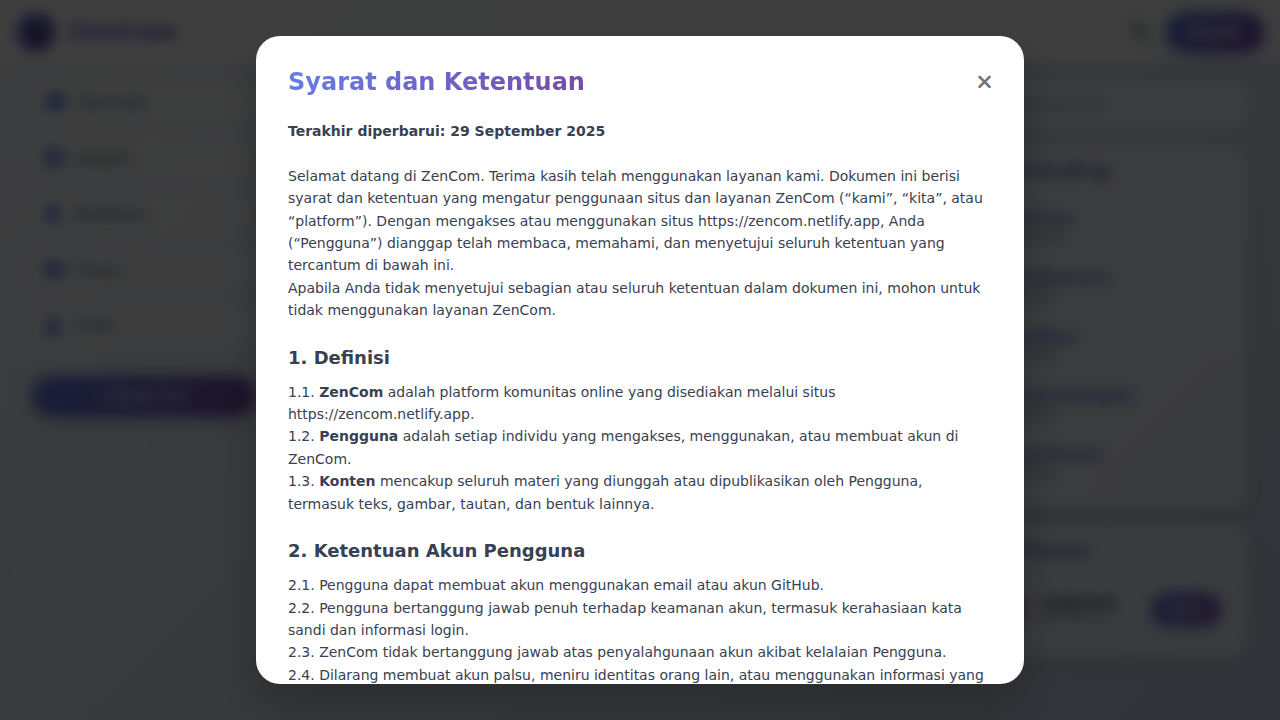 Syarat dan Ketentuan
×
Terakhir diperbarui: 29 September 2025
Selamat datang di ZenCom. Terima kasih telah menggunakan layanan kami. Dokumen ini berisi
syarat dan ketentuan yang mengatur penggunaan situs dan layanan ZenCom (“kami”, “kita”, atau
“platform”). Dengan mengakses atau menggunakan situs https://zencom.netlify.app, Anda
(“Pengguna”) dianggap telah membaca, memahami, dan menyetujui seluruh ketentuan yang
tercantum di bawah ini.
Apabila Anda tidak menyetujui sebagian atau seluruh ketentuan dalam dokumen ini, mohon untuk
tidak menggunakan layanan ZenCom.
1. Definisi
1.1. ZenCom adalah platform komunitas online yang disediakan melalui situs
https://zencom.netlify.app.
1.2. Pengguna adalah setiap individu yang mengakses, menggunakan, atau membuat akun di
ZenCom.
1.3. Konten mencakup seluruh materi yang diunggah atau dipublikasikan oleh Pengguna,
termasuk teks, gambar, tautan, dan bentuk lainnya.
2. Ketentuan Akun Pengguna
2.1. Pengguna dapat membuat akun menggunakan email atau akun GitHub.
2.2. Pengguna bertanggung jawab penuh terhadap keamanan akun, termasuk kerahasiaan kata
sandi dan informasi login.
2.3. ZenCom tidak bertanggung jawab atas penyalahgunaan akun akibat kelalaian Pengguna.
2.4. Dilarang membuat akun palsu, meniru identitas orang lain, atau menggunakan informasi yang